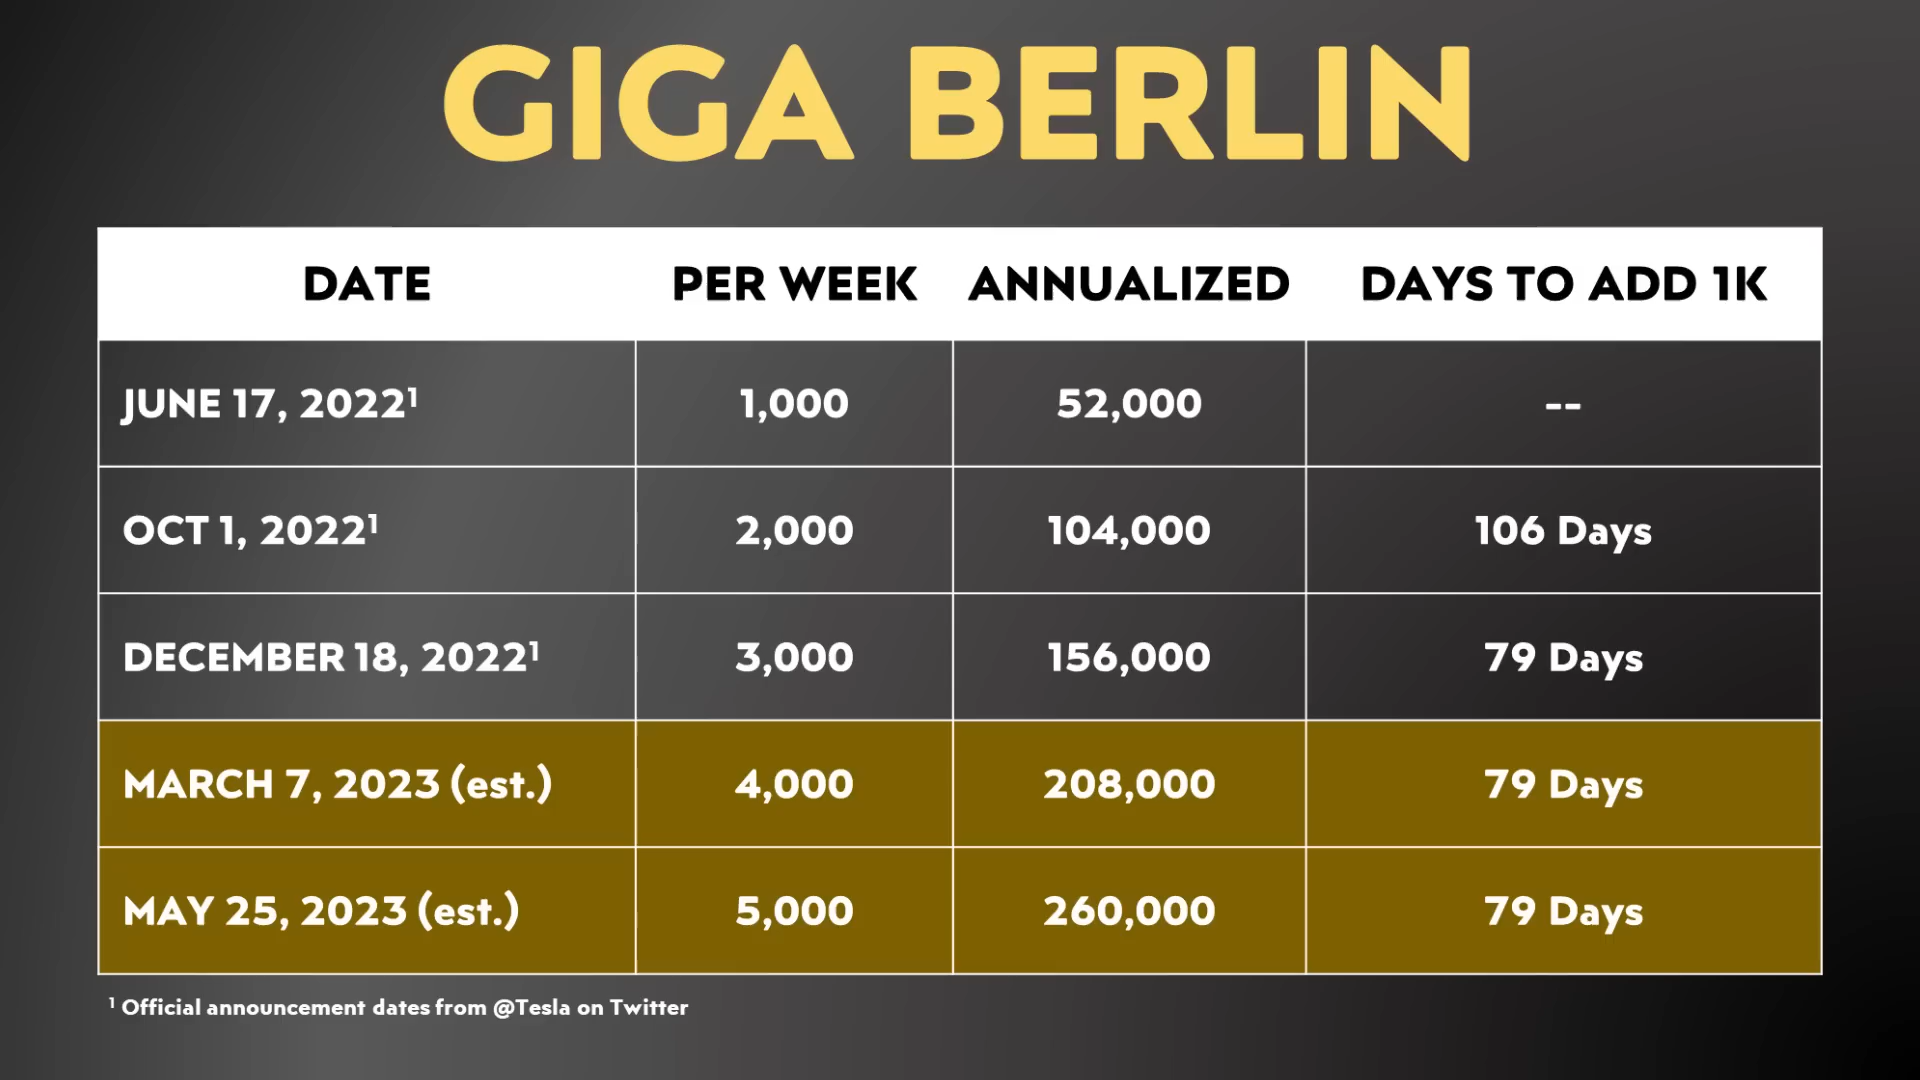 GIGA BERLIN
DATE PER WEEK ANNUALIZED DAYS TO ADD 1K
JUNE 17, 2022¹ 1,000 52,000 --
OCT 1, 2022¹ 2,000 104,000 106 Days
DECEMBER 18, 2022¹ 3,000 156,000 79 Days
MARCH 7, 2023 (est.) 4,000 208,000 79 Days
MAY 25, 2023 (est.) 5,000 260,000 79 Days
¹ Official announcement dates from @Tesla on Twitter